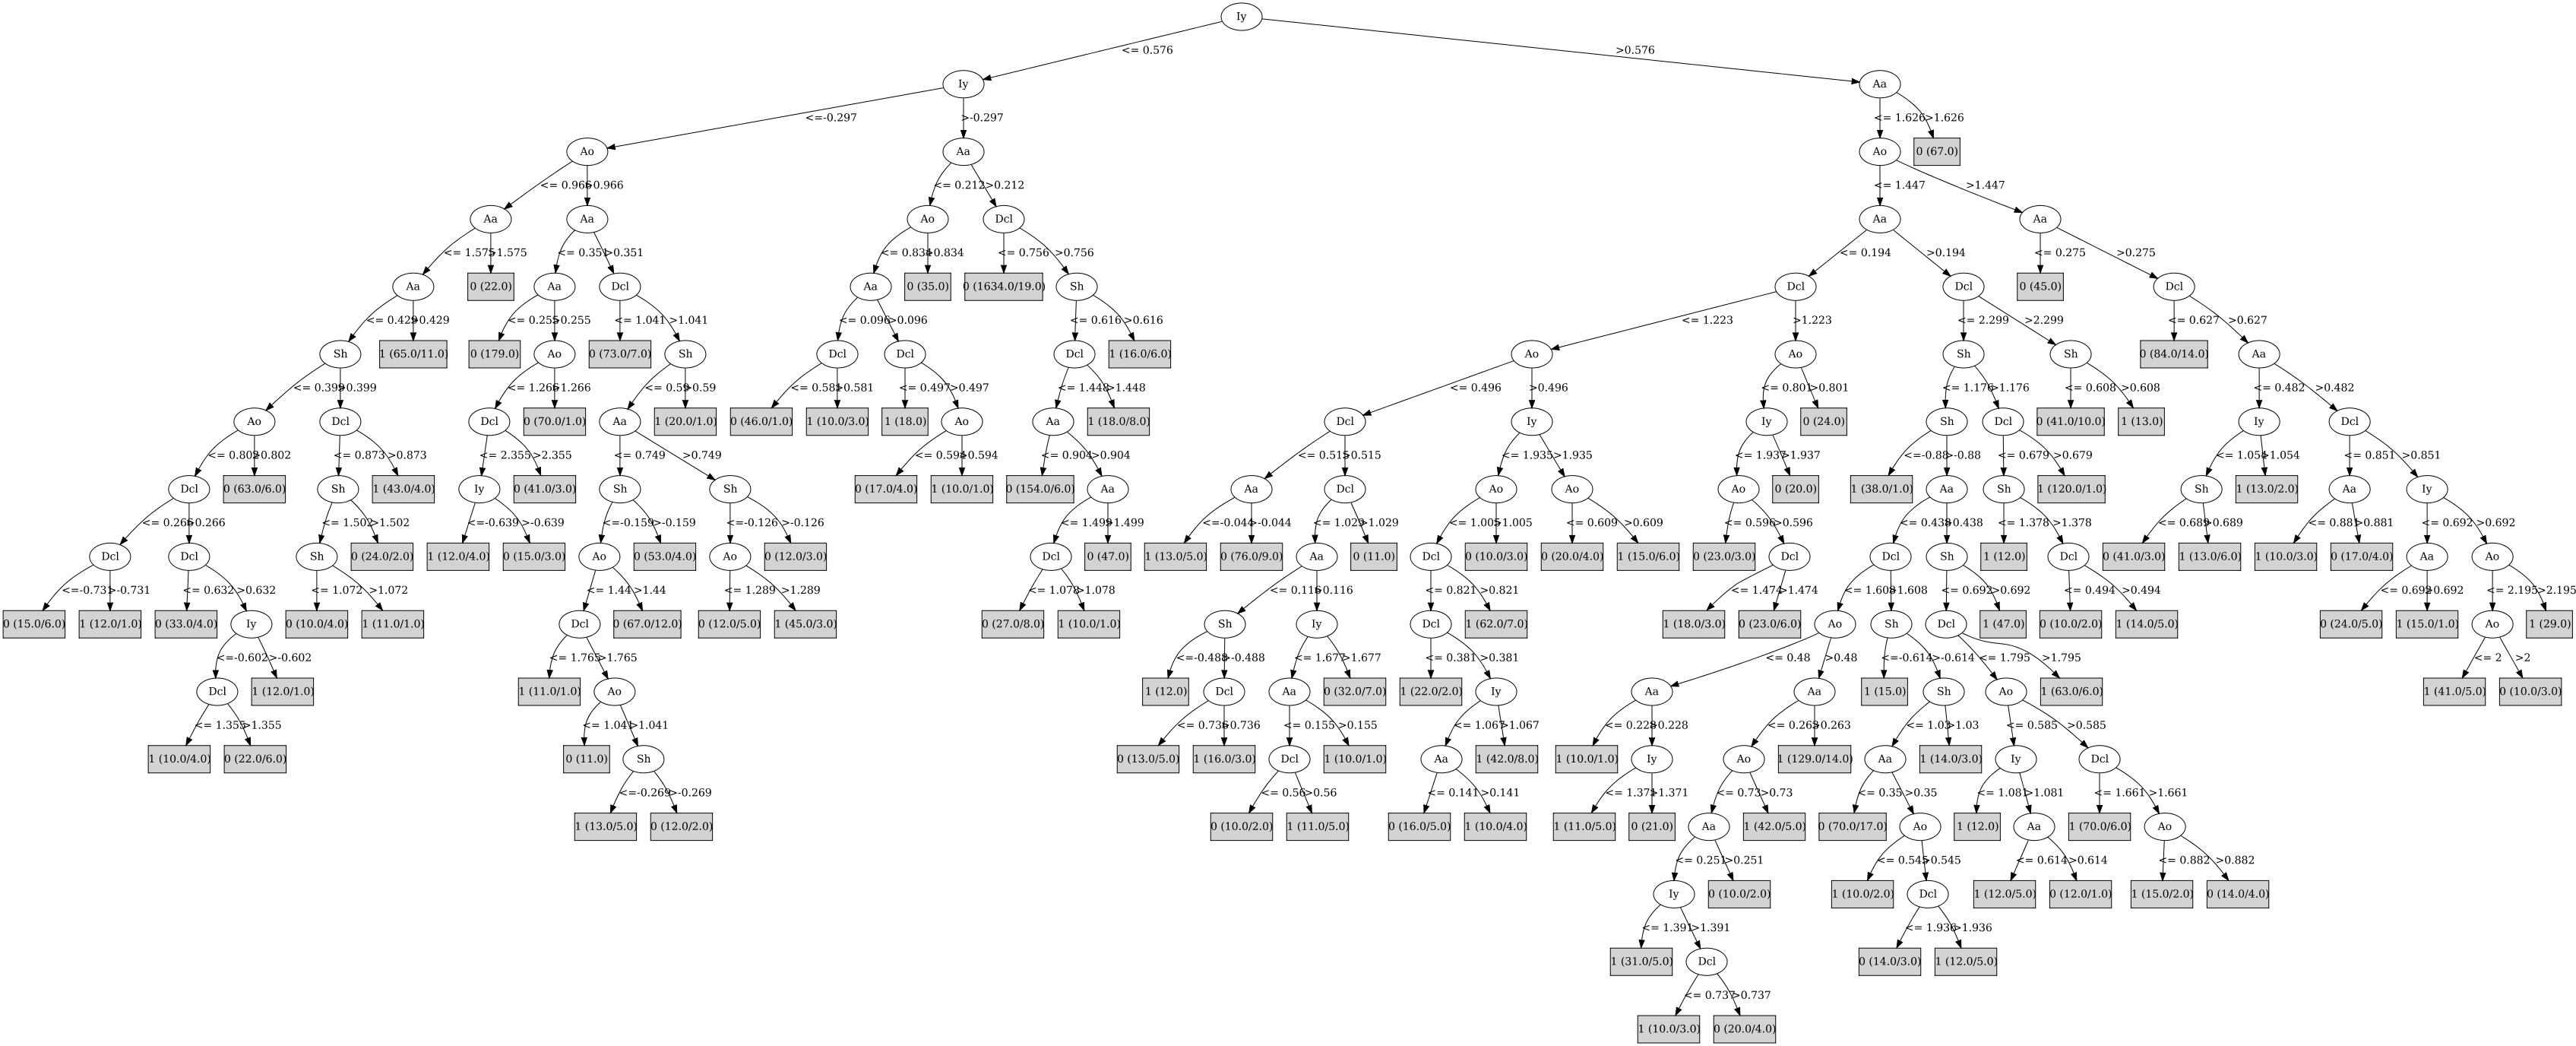 Iy
<= 0.576 >0.576
Iy Aa
<=-0.297 >-0.297 <= 1.626 >1.626
Ao Aa Ao 0 (67.0)
<= 0.966 >0.966 <= 0.212 >0.212 <= 1.447 >1.447
Aa Aa Ao Dcl Aa Aa
<= 1.575 >1.575 <= 0.351 >0.351 <= 0.834 >0.834 <= 0.756 >0.756 <= 0.194 >0.194 <= 0.275 >0.275
Aa 0 (22.0) Aa Dcl Aa 0 (35.0) 0 (1634.0/19.0) Sh Dcl Dcl 0 (45.0) Dcl
<= 0.429 >0.429 <= 0.255 >0.255 <= 1.041 >1.041 <= 0.096 >0.096 <= 0.616 >0.616 <= 1.223 >1.223 <= 2.299 >2.299 <= 0.627 >0.627
Sh 1 (65.0/11.0) 0 (179.0) Ao 0 (73.0/7.0) Sh Dcl Dcl Dcl 1 (16.0/6.0) Ao Ao Sh Sh 0 (84.0/14.0) Aa
<= 0.399 >0.399 <= 1.266 >1.266 <= 0.59 >0.59 <= 0.581 >0.581 <= 0.497 >0.497 <= 1.448 >1.448 <= 0.496 >0.496 <= 0.801 >0.801 <= 1.176 >1.176 <= 0.608 >0.608 <= 0.482 >0.482
Ao Dcl Dcl 0 (70.0/1.0) Aa 1 (20.0/1.0) 0 (46.0/1.0) 1 (10.0/3.0) 1 (18.0) Ao Aa 1 (18.0/8.0) Dcl Iy Iy 0 (24.0) Sh Dcl 0 (41.0/10.0) 1 (13.0) Iy Dcl
<= 0.802 >0.802 <= 0.873 >0.873 <= 2.355 >2.355 <= 0.749 >0.749 <= 0.594 >0.594 <= 0.904 >0.904 <= 0.515 >0.515 <= 1.935 >1.935 <= 1.937 >1.937 <=-0.88 >-0.88 <= 0.679 >0.679 <= 1.054 >1.054 <= 0.851 >0.851
Dcl 0 (63.0/6.0) Sh 1 (43.0/4.0) Iy 0 (41.0/3.0) Sh Sh 0 (17.0/4.0) 1 (10.0/1.0) 0 (154.0/6.0) Aa Aa Dcl Ao Ao Ao 0 (20.0) 1 (38.0/1.0) Aa Sh 1 (120.0/1.0) Sh 1 (13.0/2.0) Aa Iy
<= 0.266 >0.266 <= 1.502 >1.502 <=-0.639 >-0.639 <=-0.159 >-0.159 <=-0.126 >-0.126 <= 1.499 >1.499 <=-0.044 >-0.044 <= 1.029 >1.029 <= 1.005 >1.005 <= 0.609 >0.609 <= 0.596 >0.596 <= 0.438 >0.438 <= 1.378 >1.378 <= 0.689 >0.689 <= 0.881 >0.881 <= 0.692 >0.692
Dcl Dcl Sh 0 (24.0/2.0) 1 (12.0/4.0) 0 (15.0/3.0) Ao 0 (53.0/4.0) Ao 0 (12.0/3.0) Dcl 0 (47.0) 1 (13.0/5.0) 0 (76.0/9.0) Aa 0 (11.0) Dcl 0 (10.0/3.0) 0 (20.0/4.0) 1 (15.0/6.0) 0 (23.0/3.0) Dcl Dcl Sh 1 (12.0) Dcl 0 (41.0/3.0) 1 (13.0/6.0) 1 (10.0/3.0) 0 (17.0/4.0) Aa Ao
<=-0.731 >-0.731 <= 0.632 >0.632 <= 1.072 >1.072 <= 1.44 >1.44 <= 1.289 >1.289 <= 1.078 >1.078 <= 0.116 >0.116 <= 0.821 >0.821 <= 1.474 >1.474 <= 1.608 >1.608 <= 0.692 >0.692 <= 0.494 >0.494 <= 0.692 >0.692 <= 2.195 >2.195
0 (15.0/6.0) 1 (12.0/1.0) 0 (33.0/4.0) Iy 0 (10.0/4.0) 1 (11.0/1.0) Dcl 0 (67.0/12.0) 0 (12.0/5.0) 1 (45.0/3.0) 0 (27.0/8.0) 1 (10.0/1.0) Sh Iy Dcl 1 (62.0/7.0) 1 (18.0/3.0) 0 (23.0/6.0) Ao Sh Dcl 1 (47.0) 0 (10.0/2.0) 1 (14.0/5.0) 0 (24.0/5.0) 1 (15.0/1.0) Ao 1 (29.0)
<=-0.602 >-0.602 <= 1.765 >1.765 <=-0.488 >-0.488 <= 1.677 >1.677 <= 0.381 >0.381 <= 0.48 >0.48 <=-0.614 >-0.614 <= 1.795 >1.795 <= 2 >2
Dcl 1 (12.0/1.0) 1 (11.0/1.0) Ao 1 (12.0) Dcl Aa 0 (32.0/7.0) 1 (22.0/2.0) Iy Aa Aa 1 (15.0) Sh Ao 1 (63.0/6.0) 1 (41.0/5.0) 0 (10.0/3.0)
<= 1.355 >1.355 <= 1.041 >1.041 <= 0.736 >0.736 <= 0.155 >0.155 <= 1.067 >1.067 <= 0.228 >0.228 <= 0.263 >0.263 <= 1.03 >1.03 <= 0.585 >0.585
1 (10.0/4.0) 0 (22.0/6.0) 0 (11.0) Sh 0 (13.0/5.0) 1 (16.0/3.0) Dcl 1 (10.0/1.0) Aa 1 (42.0/8.0) 1 (10.0/1.0) Iy Ao 1 (129.0/14.0) Aa 1 (14.0/3.0) Iy Dcl
<=-0.269 >-0.269 <= 0.56 >0.56 <= 0.141 >0.141 <= 1.371 >1.371 <= 0.73 >0.73 <= 0.35 >0.35 <= 1.081 >1.081 <= 1.661 >1.661
1 (13.0/5.0) 0 (12.0/2.0) 0 (10.0/2.0) 1 (11.0/5.0) 0 (16.0/5.0) 1 (10.0/4.0) 1 (11.0/5.0) 0 (21.0) Aa 1 (42.0/5.0) 0 (70.0/17.0) Ao 1 (12.0) Aa 1 (70.0/6.0) Ao
<= 0.251 >0.251 <= 0.545 >0.545 <= 0.614 >0.614 <= 0.882 >0.882
Iy 0 (10.0/2.0) 1 (10.0/2.0) Dcl 1 (12.0/5.0) 0 (12.0/1.0) 1 (15.0/2.0) 0 (14.0/4.0)
<= 1.391 >1.391 <= 1.936 >1.936
1 (31.0/5.0) Dcl 0 (14.0/3.0) 1 (12.0/5.0)
<= 0.737 >0.737
1 (10.0/3.0) 0 (20.0/4.0)